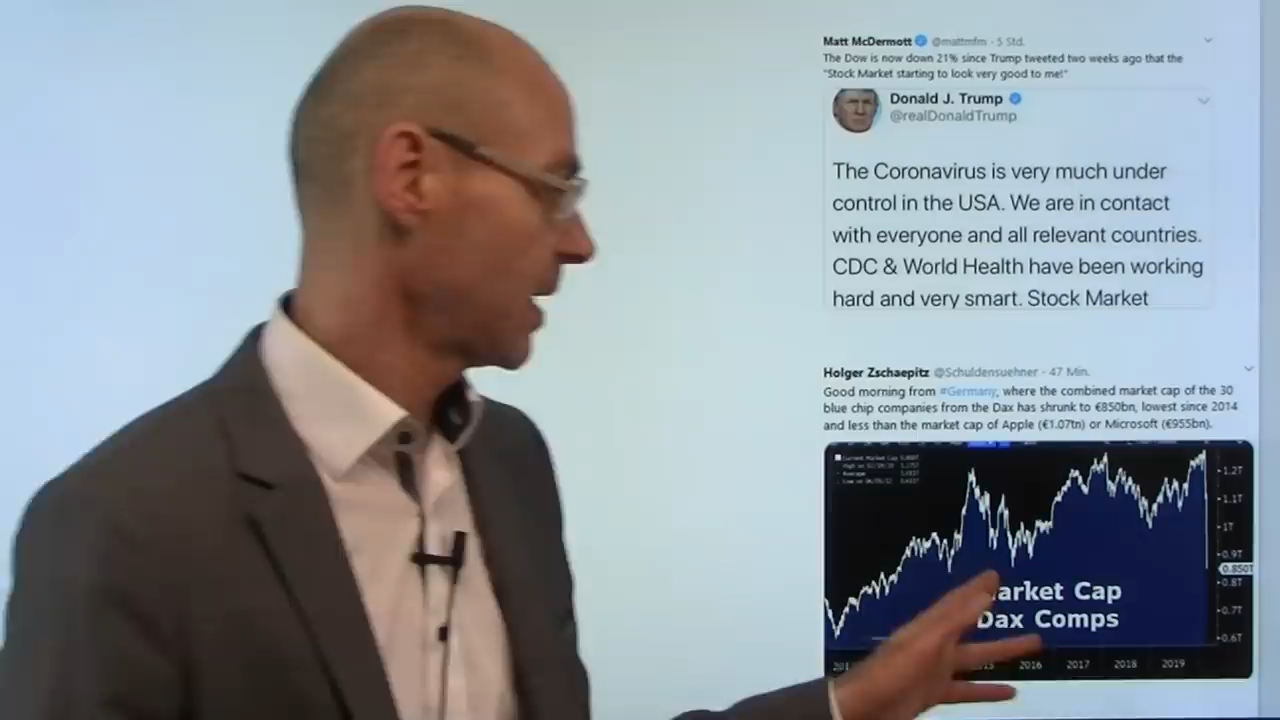 Matt McDermott @mattmfm · 5 Std.
The Dow is now down 21% since Trump tweeted two weeks ago that the
"Stock Market starting to look very good to me!"
Donald J. Trump
@realDonaldTrump
The Coronavirus is very much under
control in the USA. We are in contact
with everyone and all relevant countries.
CDC & World Health have been working
hard and very smart. Stock Market
Holger Zschaepitz @Schuldensuehner · 47 Min.
Good morning from #Germany, where the combined market cap of the 30
blue chip companies from the Dax has shrunk to €850bn, lowest since 2014
and less than the market cap of Apple (€1.07tn) or Microsoft (€955bn).
Current Market Cap
Average
1.2T
1.1T
1T
0.9T
0.850T
0.8T
0.7T
0.6T
arket Cap
Dax Comps
2016 2017 2018 2019